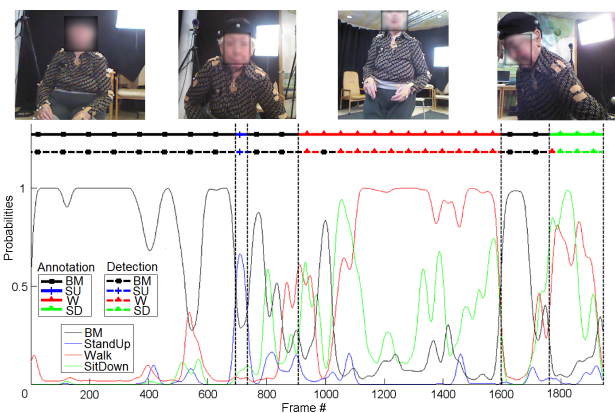 Probabilities
1
0.5
Annotation Detection
BM BM
SU SU
W W
SD SD
BM
StandUp
Walk
SitDown
0 200 400 600 800 1000 1200 1400 1600 1800
Frame #